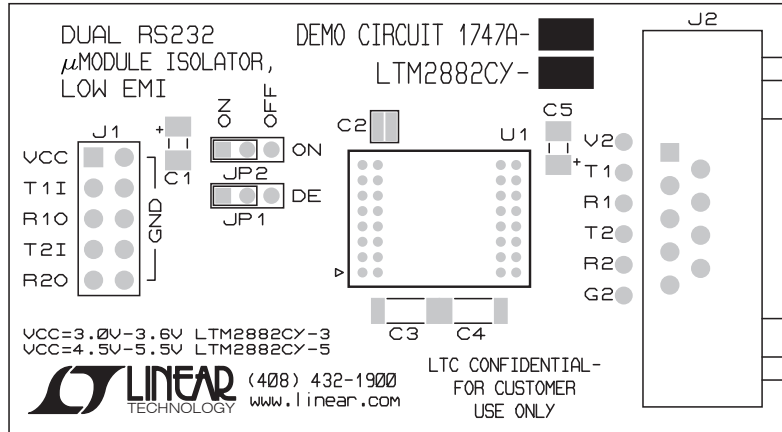 DUAL RS232
µMODULE ISOLATOR,
LOW EMI
DEMO CIRCUIT 1747A-
LTM2882CY-
J2
ON
OFF
J1
+
C1
ON
JP2
DE
JP1
VCC
T1I
R1O
T2I
R2O
GND
C2
U1
C5
+
V2
T1
R1
T2
R2
G2
C3
C4
VCC=3.0V-3.6V LTM2882CY-3
VCC=4.5V-5.5V LTM2882CY-5
LINEAR
TECHNOLOGY
(408) 432-1900
www.linear.com
LTC CONFIDENTIAL-
FOR CUSTOMER
USE ONLY